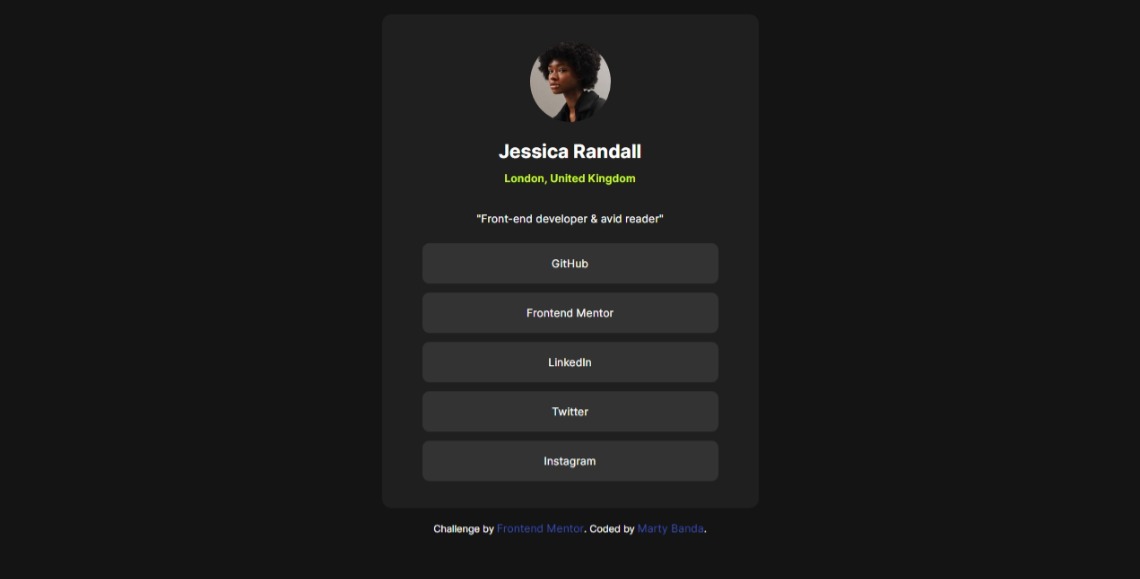 Jessica Randall
London, United Kingdom
"Front-end developer & avid reader"
GitHub
Frontend Mentor
LinkedIn
Twitter
Instagram
Challenge by Frontend Mentor. Coded by Marty Banda.